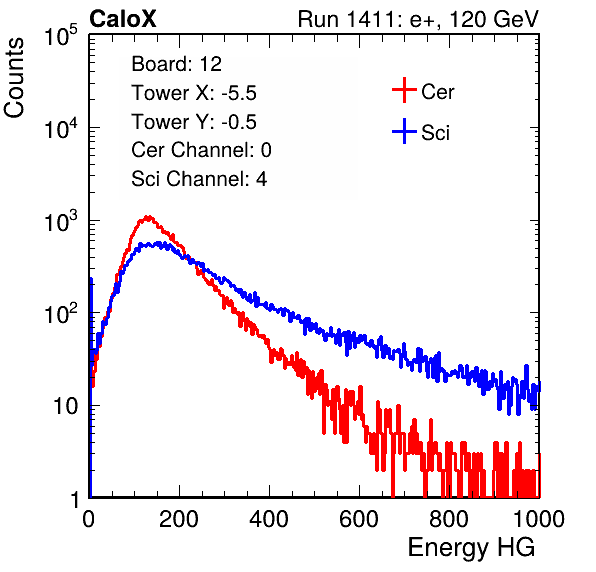 CaloX Run 1411: e+, 120 GeV
Counts
Board: 12
Tower X: -5.5
Tower Y: -0.5
Cer Channel: 0
Sci Channel: 4
Cer
Sci
10^5
10^4
10^3
10^2
10
1
0 200 400 600 800 1000
Energy HG